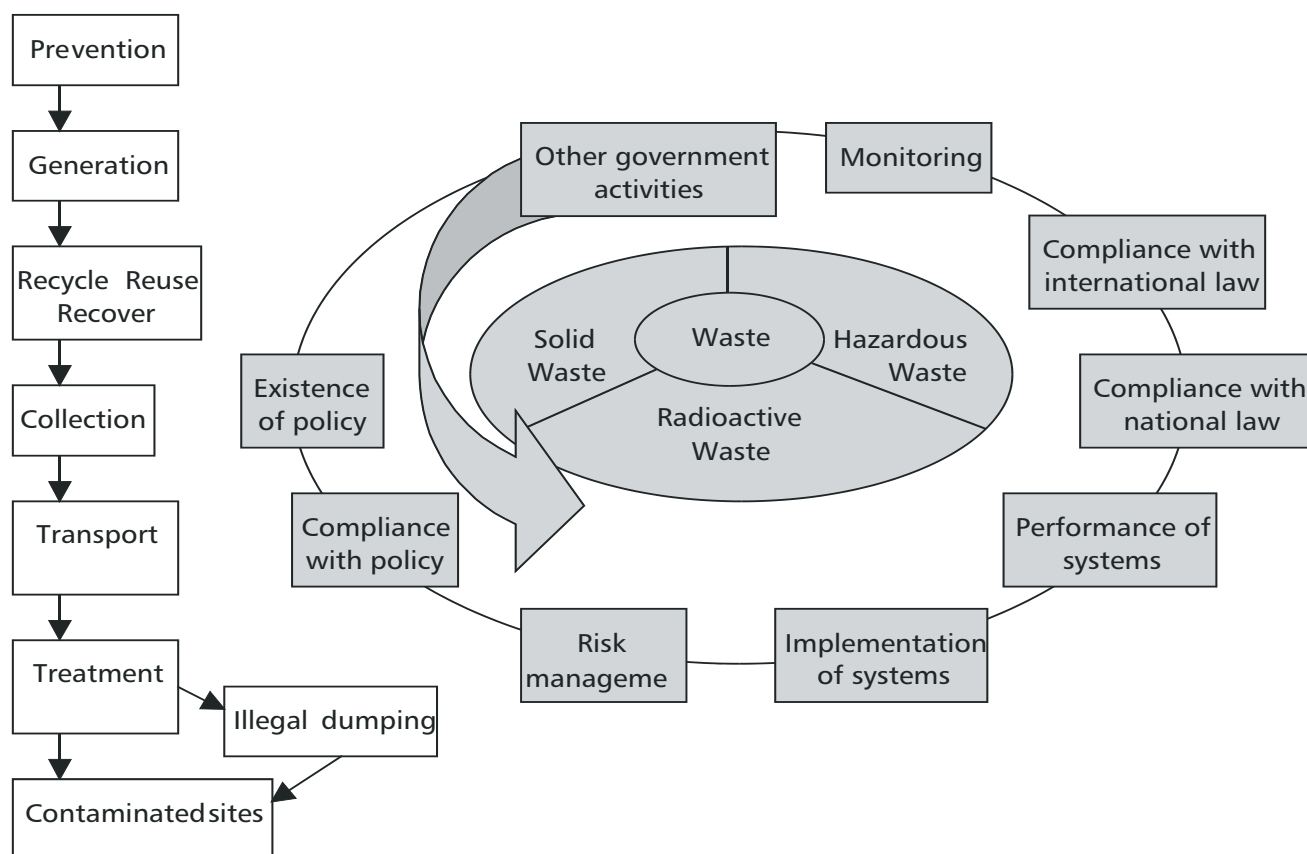 Prevention
Generation
Recycle Reuse
Recover
Collection
Transport
Treatment
Illegal dumping
Contaminated sites
Other government
activities
Monitoring
Compliance with
international law
Compliance with
national law
Performance of
systems
Implementation
of systems
Risk
manageme
Compliance
with policy
Existence
of policy
Waste
Solid
Waste
Hazardous
Waste
Radioactive
Waste